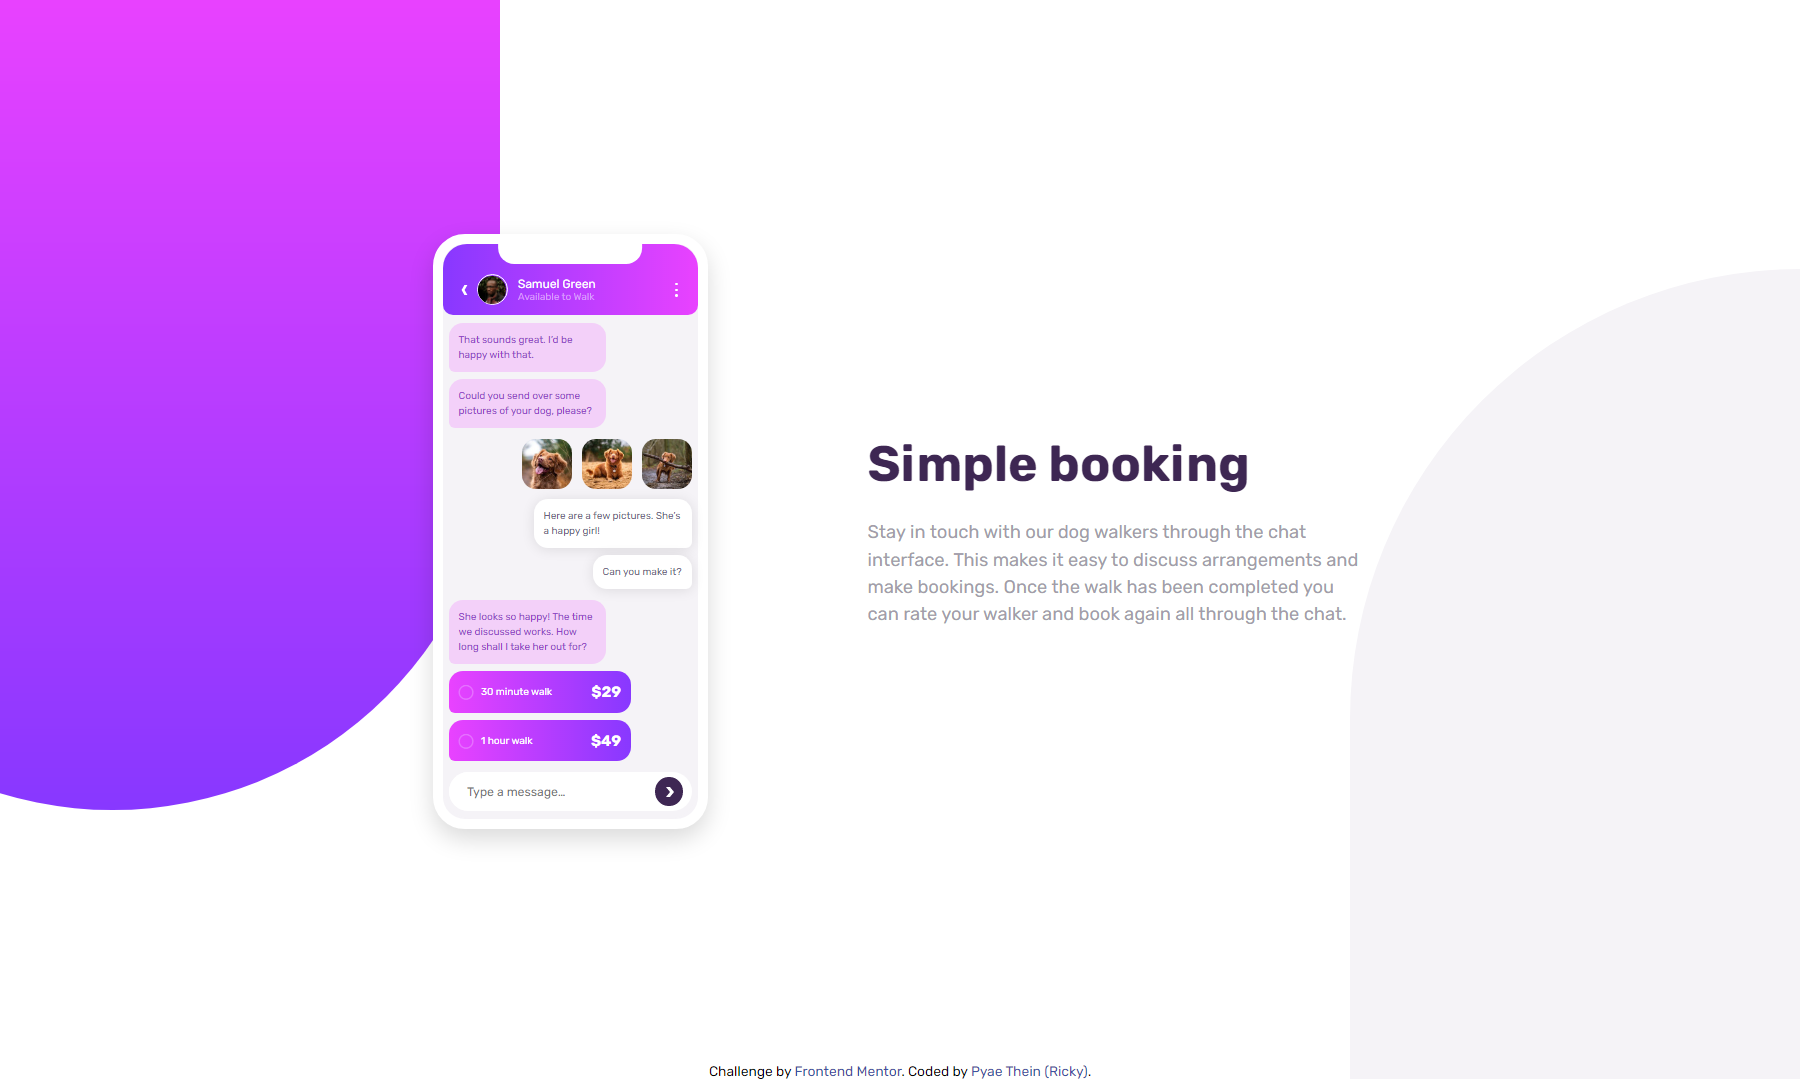 Samuel Green
Available to Walk
That sounds great. I'd be
happy with that.
Could you send over some
pictures of your dog, please?
Here are a few pictures. She's
a happy girl!
Can you make it?
She looks so happy! The time
we discussed works. How
long shall I take her out for?
30 minute walk $29
1 hour walk $49
Type a message...
Simple booking
Stay in touch with our dog walkers through the chat
interface. This makes it easy to discuss arrangements and
make bookings. Once the walk has been completed you
can rate your walker and book again all through the chat.
Challenge by Frontend Mentor. Coded by Pyae Thein (Ricky).